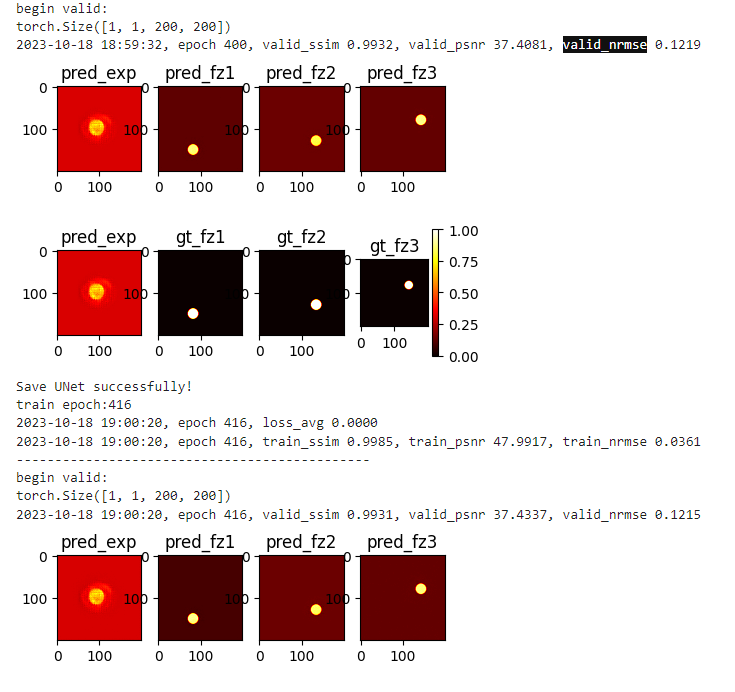 begin valid:
torch.Size([1, 1, 200, 200])
2023-10-18 18:59:32, epoch 400, valid_ssim 0.9932, valid_psnr 37.4081, valid_nrmse 0.1219
pred_exp pred_fz1 pred_fz2 pred_fz3
0 0 0 0
100 100 100 100
0 100 0 100 0 100 0 100
pred_exp gt_fz1 gt_fz2 gt_fz3
0 0 0 0 1.00
0.75
100 100 100 100 0.50
0.25
0 100 0 100 0 100 0 100 0.00
Save UNet successfully!
train epoch:416
2023-10-18 19:00:20, epoch 416, loss_avg 0.0000
2023-10-18 19:00:20, epoch 416, train_ssim 0.9985, train_psnr 47.9917, train_nrmse 0.0361
----------------------------------------------
begin valid:
torch.Size([1, 1, 200, 200])
2023-10-18 19:00:20, epoch 416, valid_ssim 0.9931, valid_psnr 37.4337, valid_nrmse 0.1215
pred_exp pred_fz1 pred_fz2 pred_fz3
0 0 0 0
100 100 100 100
0 100 0 100 0 100 0 100